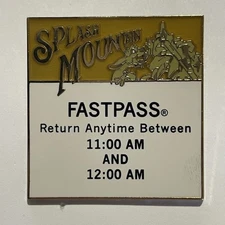 SPLASH
MOUNTAIN
FASTPASS®
Return Anytime Between
11:00 AM
AND
12:00 AM